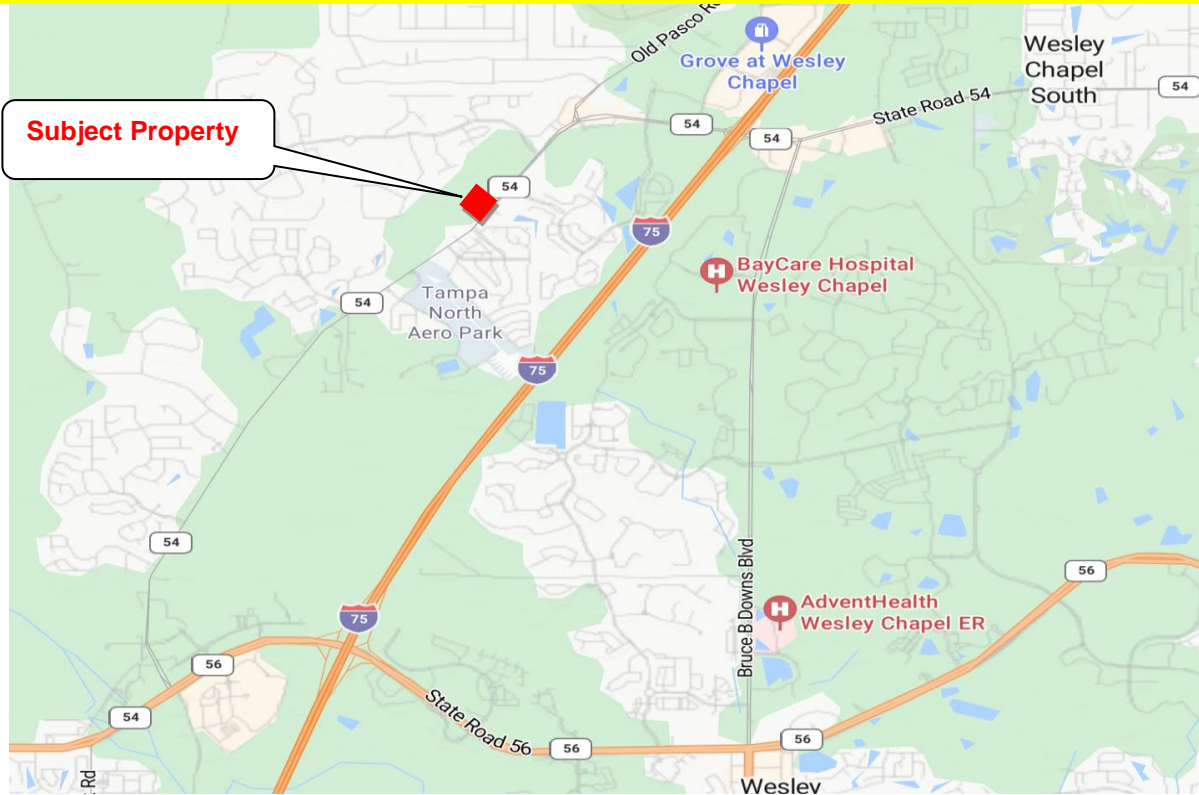 Old Pasco
Grove at Wesley
Chapel
Wesley
Chapel
South
54
State Road 54
54
54
Subject Property
54
75
BayCare Hospital
Wesley Chapel
Tampa
North
Aero Park
54
75
54
Bruce B Downs Blvd
56
AdventHealth
Wesley Chapel ER
75
56
State Road 56
54
56
56
Rd
Wesley